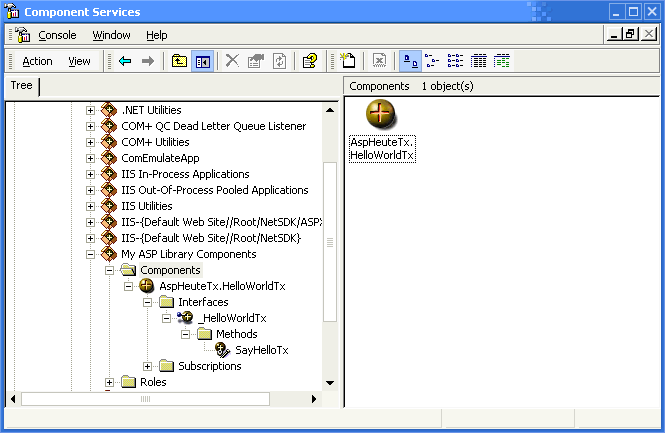 Component Services
Console Window Help
Action View
Tree
Components 1 object(s)
.NET Utilities
COM+ QC Dead Letter Queue Listener
COM+ Utilities
ComEmulateApp
IIS In-Process Applications
IIS Out-Of-Process Pooled Applications
IIS Utilities
IIS-{Default Web Site//Root/NetSDK/ASPX
IIS-{Default Web Site//Root/NetSDK}
My ASP Library Components
Components
AspHeuteTx.HelloWorldTx
Interfaces
_HelloWorldTx
Methods
SayHelloTx
Subscriptions
Roles
AspHeuteTx.
HelloWorldTx